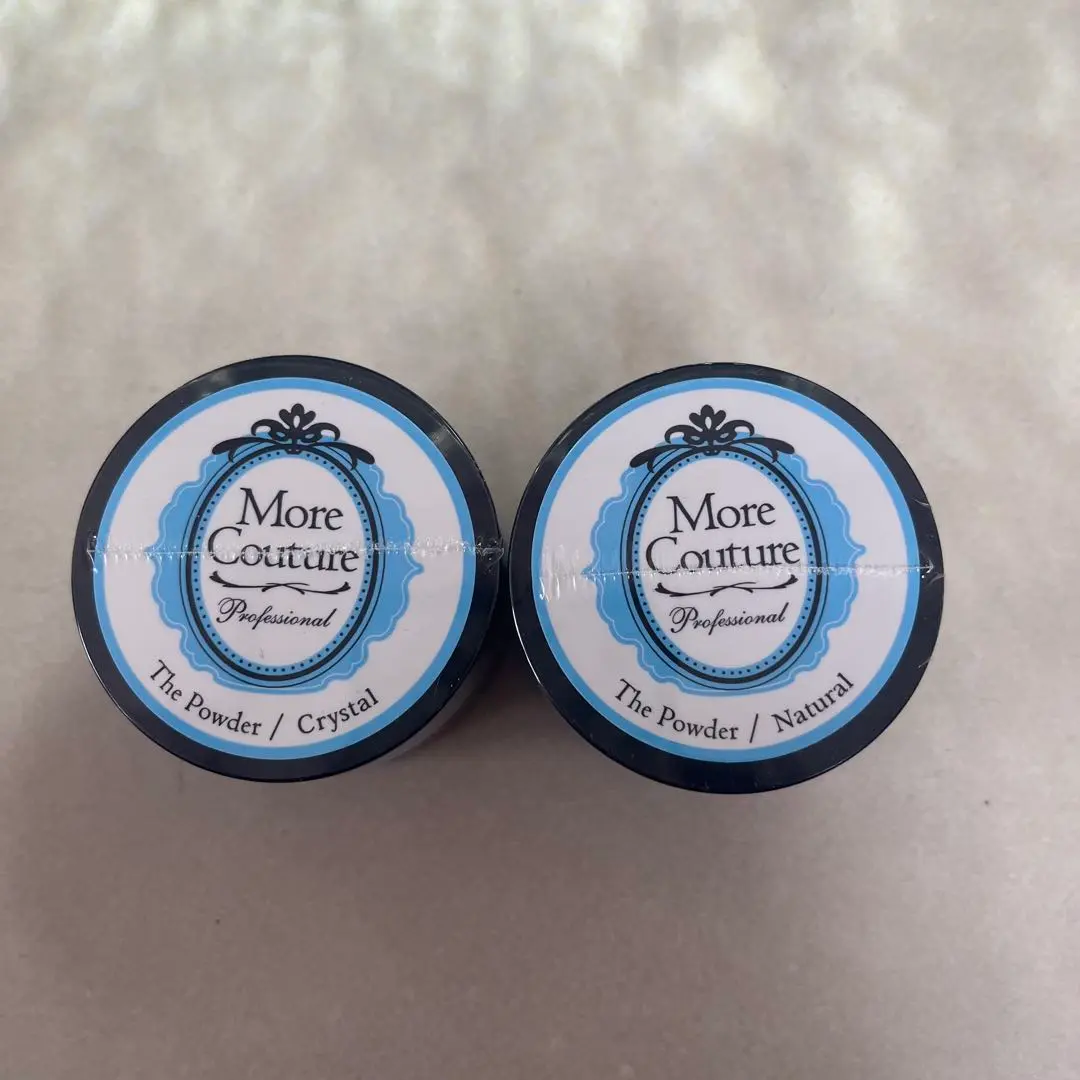 More
Couture
Professional
The Powder / Crystal
More
Couture
Professional
The Powder / Natural